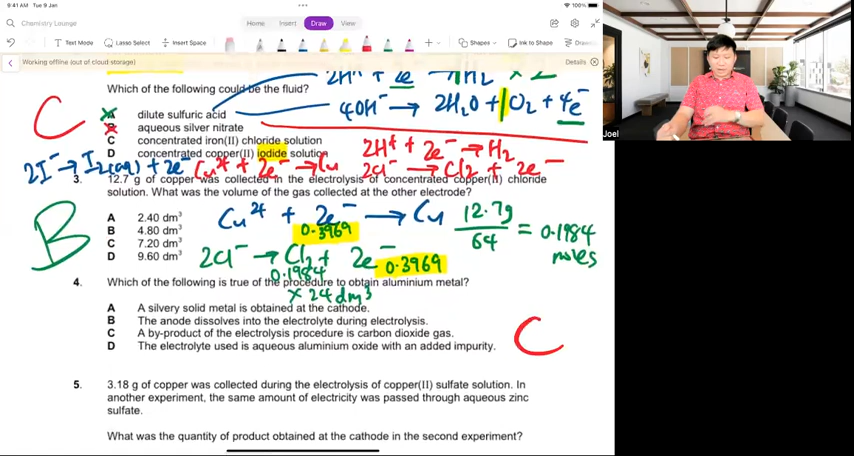 9:41 AM Tue 9 Jan
100%
Chemistry Lounge
Home Insert Draw View
Text Mode Lasso Select Insert Space Shapes Ink to Shape
Working offline (out of cloud storage) Details
2H⁺ + 2e⁻ → 1H₂ × 2
Which of the following could be the fluid?
4OH⁻ → 2H₂O + 1O₂ + 4e⁻
C
A dilute sulfuric acid
B aqueous silver nitrate
C concentrated iron(II) chloride solution
2H⁺ + 2e⁻ → H₂
D concentrated copper(II) iodide solution
2I⁻ → I₂(aq) + 2e⁻ Cu²⁺ + 2e⁻ → Cu 2Cl⁻ → Cl₂ + 2e⁻
3. 12.7 g of copper was collected in the electrolysis of concentrated copper(II) chloride
solution. What was the volume of the gas collected at the other electrode?
B
A 2.40 dm³
B 4.80 dm³
C 7.20 dm³
D 9.60 dm³
Cu²⁺ + 2e⁻ → Cu 12.7g
0.3969 64 = 0.1984 moles
2Cl⁻ → Cl₂ + 2e⁻ 0.3969
0.1984
× 24 dm³
4. Which of the following is true of the procedure to obtain aluminium metal?
A A silvery solid metal is obtained at the cathode.
B The anode dissolves into the electrolyte during electrolysis.
C A by-product of the electrolysis procedure is carbon dioxide gas.
D The electrolyte used is aqueous aluminium oxide with an added impurity.
C
5. 3.18 g of copper was collected during the electrolysis of copper(II) sulfate solution. In
another experiment, the same amount of electricity was passed through aqueous zinc
sulfate.
What was the quantity of product obtained at the cathode in the second experiment?
Joel